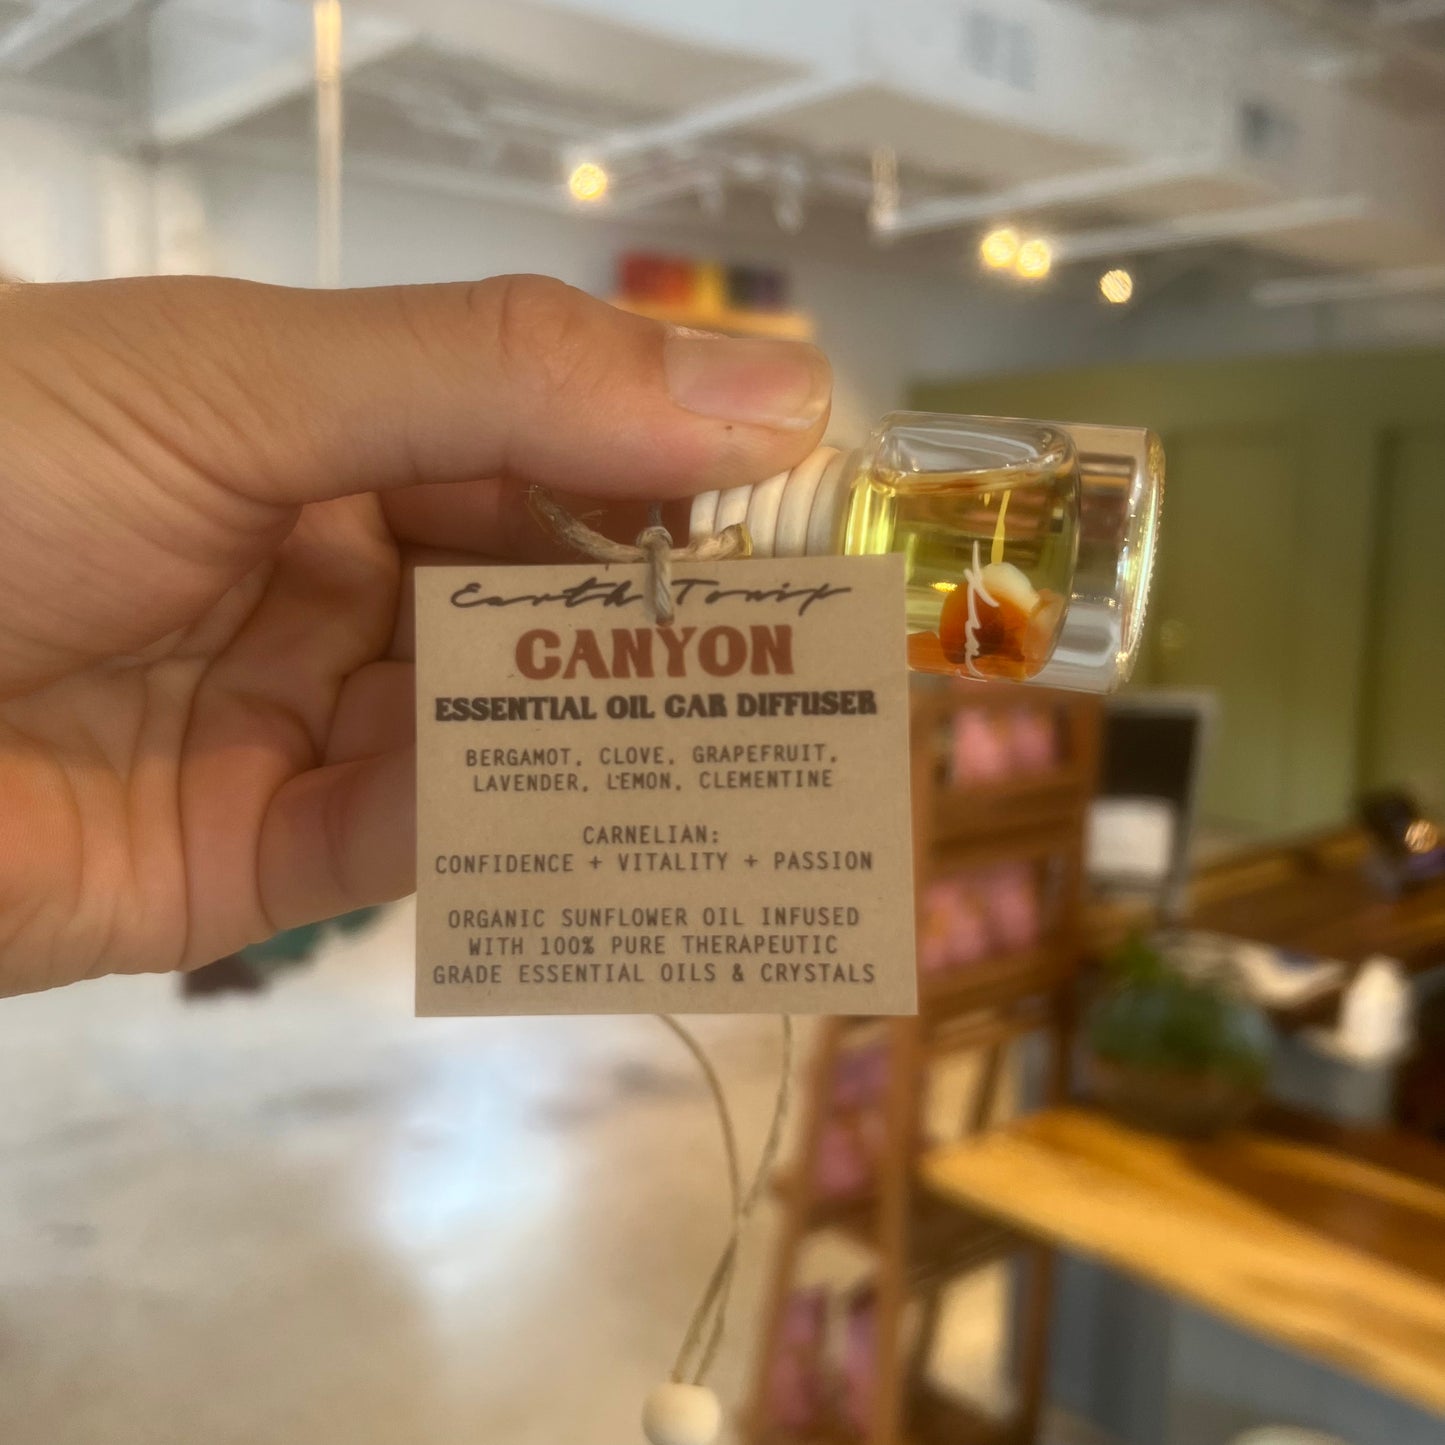 Earth Tonix
CANYON
ESSENTIAL OIL CAR DIFFUSER
BERGAMOT, CLOVE, GRAPEFRUIT,
LAVENDER, LEMON, CLEMENTINE
CARNELIAN:
CONFIDENCE + VITALITY + PASSION
ORGANIC SUNFLOWER OIL INFUSED
WITH 100% PURE THERAPEUTIC
GRADE ESSENTIAL OILS & CRYSTALS